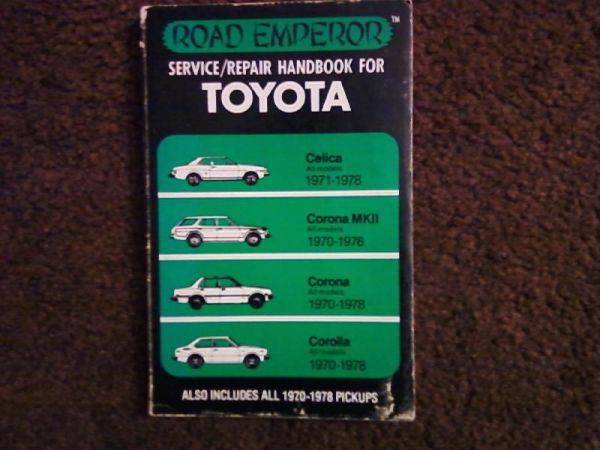 ROAD EMPEROR ™
SERVICE/REPAIR HANDBOOK FOR
TOYOTA
Celica
All models
1971-1978
Corona MKII
All models
1970-1976
Corona
All models
1970-1978
Corolla
All models
1970-1978
ALSO INCLUDES ALL 1970-1978 PICKUPS